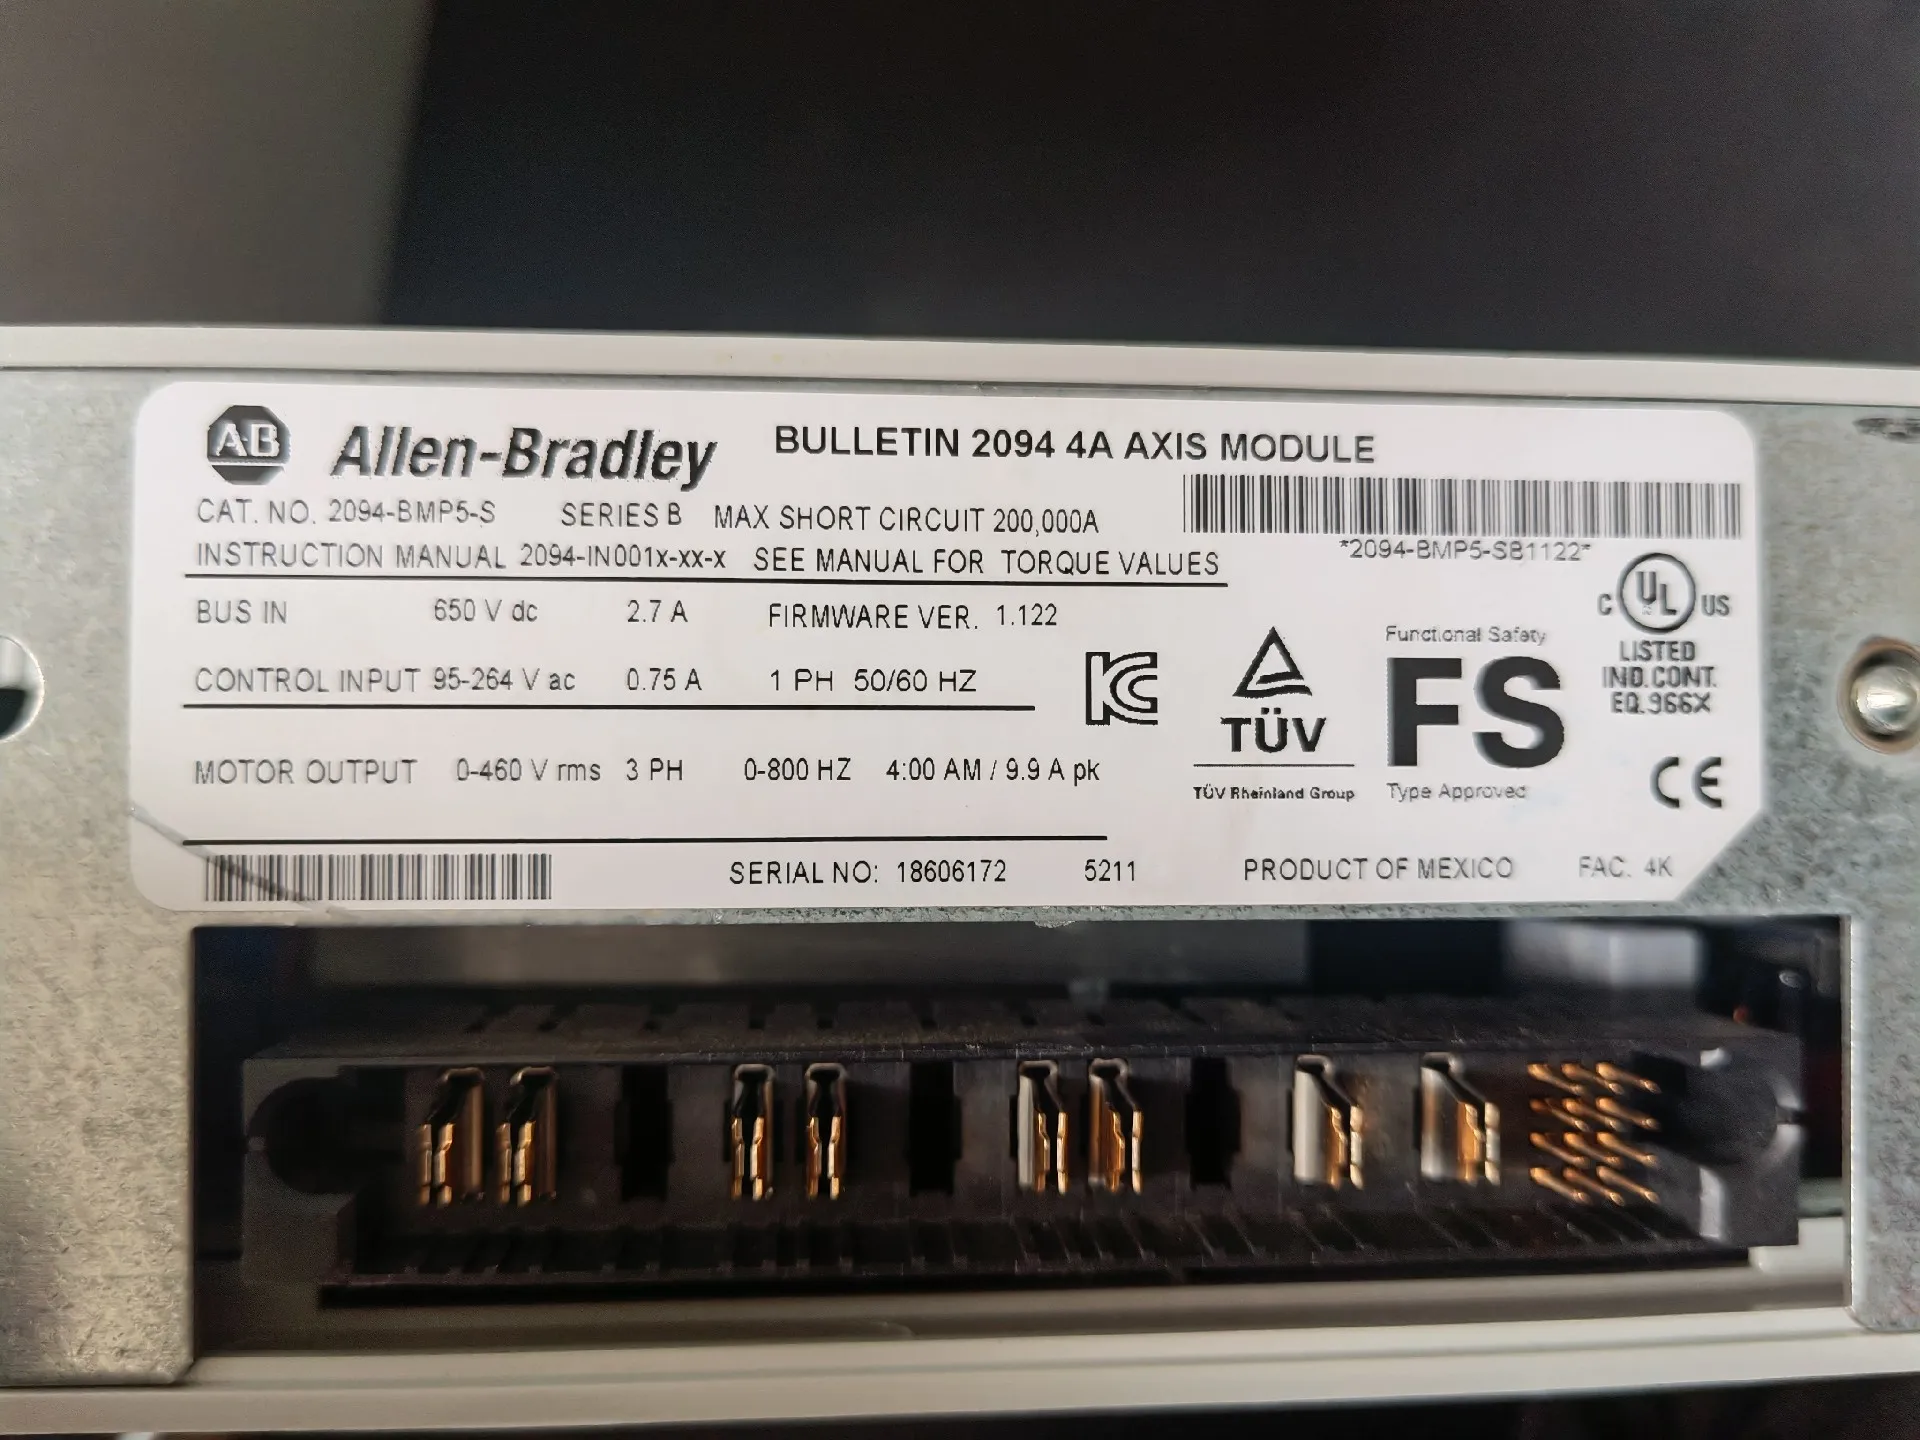 AB Allen-Bradley BULLETIN 2094 4A AXIS MODULE
CAT. NO. 2094-BMP5-S SERIES B MAX SHORT CIRCUIT 200,000A
*2094-BMP5-SB1122*
INSTRUCTION MANUAL 2094-IN001X-XX-X SEE MANUAL FOR TORQUE VALUES
C UL US
LISTED
IND.CONT.
EQ.966X
BUS IN 650 V dc 2.7 A FIRMWARE VER. 1.122
CONTROL INPUT 95-264 V ac 0.75 A 1 PH 50/60 HZ
KC
TÜV
TÜV Rheinland Group
Functional Safety
FS
Type Approved
CE
MOTOR OUTPUT 0-460 V rms 3 PH 0-800 HZ 4:00 AM / 9.9 A pk
SERIAL NO: 18606172 5211 PRODUCT OF MEXICO FAC. 4K